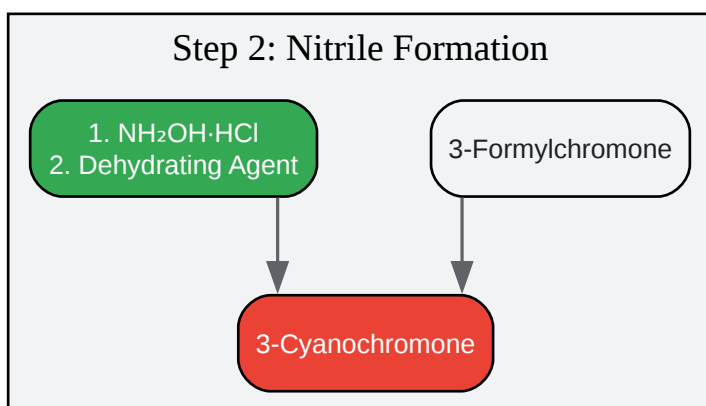 Step 2: Nitrile Formation
1. NH₂OH·HCl
2. Dehydrating Agent
3-Formylchromone
3-Cyanochromone